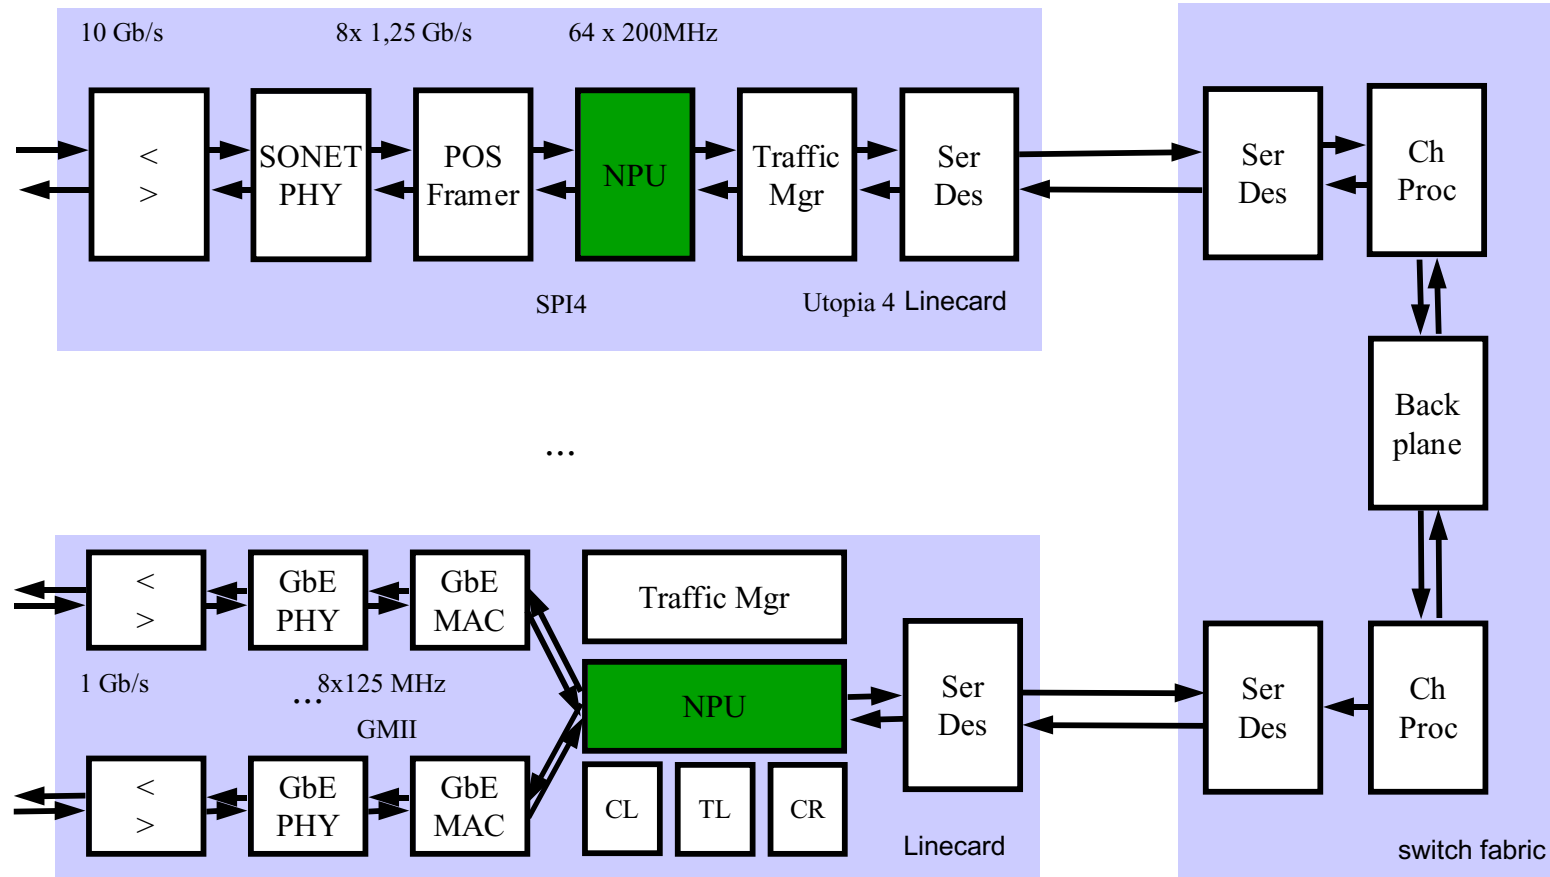 10 Gb/s 8x 1,25 Gb/s 64 x 200MHz
<
>
SONET
PHY
POS
Framer
NPU
Traffic
Mgr
Ser
Des
Ser
Des
Ch
Proc
SPI4
Utopia 4 Linecard
Back
plane
...
<
>
GbE
PHY
GbE
MAC
Traffic Mgr
1 Gb/s ... 8x125 MHz
GMII
NPU
Ser
Des
Ser
Des
Ch
Proc
<
>
GbE
PHY
GbE
MAC
CL
TL
CR
Linecard
switch fabric